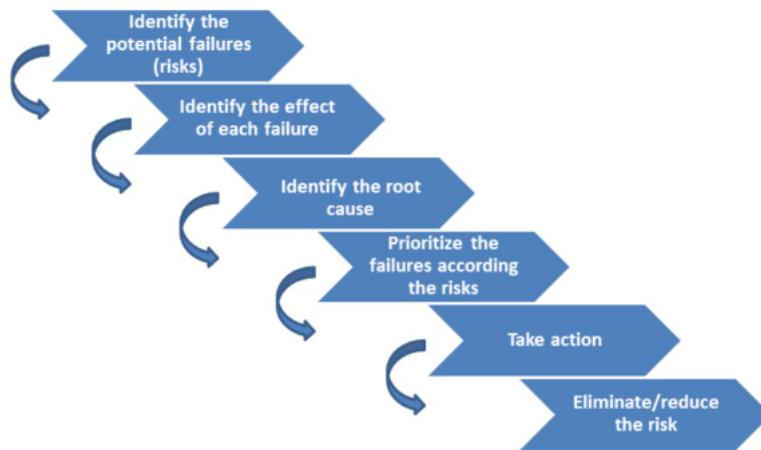 Identify the
potential failures
(risks)
Identify the effect
of each failure
Identify the root
cause
Prioritize the
failures according
the risks
Take action
Eliminate/reduce
the risk